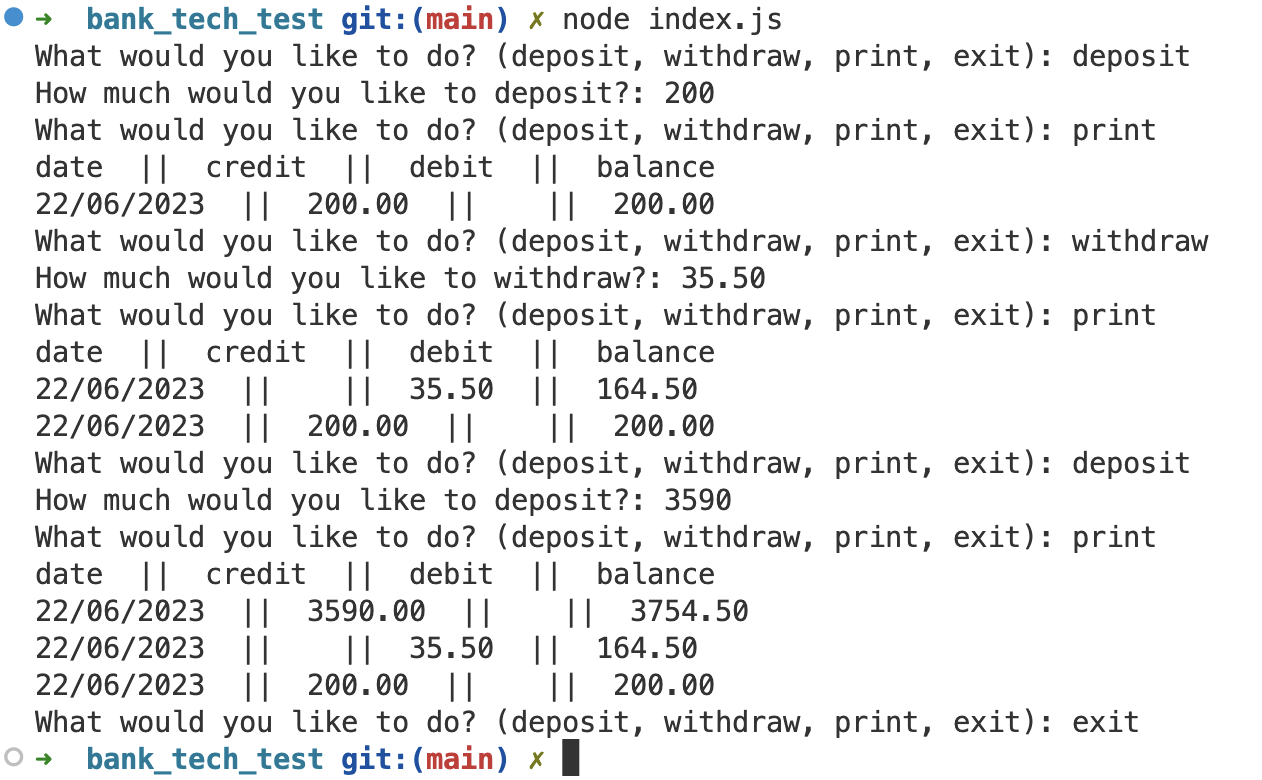 ➜  bank_tech_test git:(main) ✗ node index.js
What would you like to do? (deposit, withdraw, print, exit): deposit
How much would you like to deposit?: 200
What would you like to do? (deposit, withdraw, print, exit): print
date  ||  credit  ||  debit  ||  balance
22/06/2023  ||  200.00  ||    ||  200.00
What would you like to do? (deposit, withdraw, print, exit): withdraw
How much would you like to withdraw?: 35.50
What would you like to do? (deposit, withdraw, print, exit): print
date  ||  credit  ||  debit  ||  balance
22/06/2023  ||    ||  35.50  ||  164.50
22/06/2023  ||  200.00  ||    ||  200.00
What would you like to do? (deposit, withdraw, print, exit): deposit
How much would you like to deposit?: 3590
What would you like to do? (deposit, withdraw, print, exit): print
date  ||  credit  ||  debit  ||  balance
22/06/2023  ||  3590.00  ||    ||  3754.50
22/06/2023  ||    ||  35.50  ||  164.50
22/06/2023  ||  200.00  ||    ||  200.00
What would you like to do? (deposit, withdraw, print, exit): exit
➜  bank_tech_test git:(main) ✗